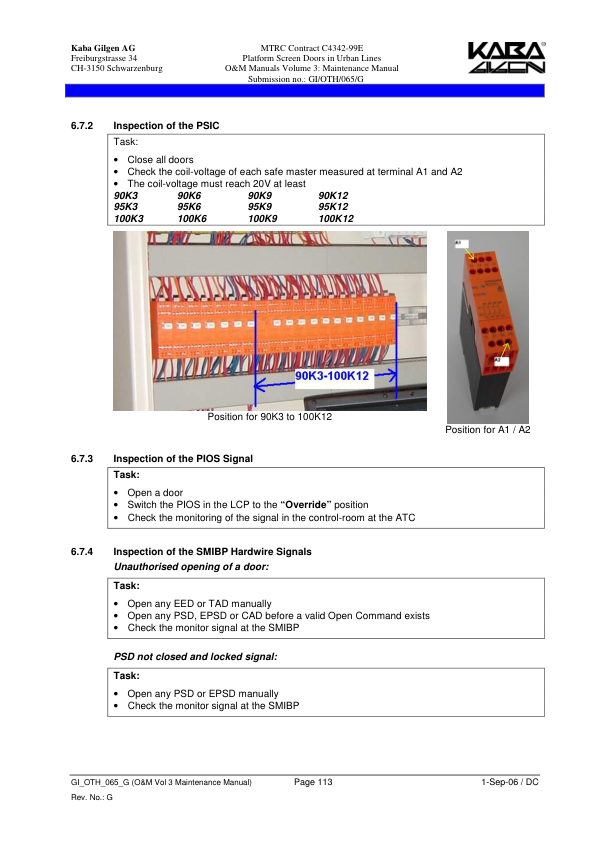 Kaba Gilgen AG
Freiburgstrasse 34
CH-3150 Schwarzenburg
MTRC Contract C4342-99E
Platform Screen Doors in Urban Lines
O&M Manuals Volume 3: Maintenance Manual
Submission no.: GI/OTH/065/G
KABA
GILGEN
6.7.2 Inspection of the PSIC
Task:
• Close all doors
• Check the coil-voltage of each safe master measured at terminal A1 and A2
• The coil-voltage must reach 20V at least
90K3 90K6 90K9 90K12
95K3 95K6 95K9 95K12
100K3 100K6 100K9 100K12
90K3-100K12
A1
A2
Position for 90K3 to 100K12
Position for A1 / A2
6.7.3 Inspection of the PIOS Signal
Task:
• Open a door
• Switch the PIOS in the LCP to the “Override” position
• Check the monitoring of the signal in the control-room at the ATC
6.7.4 Inspection of the SMIBP Hardwire Signals
Unauthorised opening of a door:
Task:
• Open any EED or TAD manually
• Open any PSD, EPSD or CAD before a valid Open Command exists
• Check the monitor signal at the SMIBP
PSD not closed and locked signal:
Task:
• Open any PSD or EPSD manually
• Check the monitor signal at the SMIBP
GI_OTH_065_G (O&M Vol 3 Maintenance Manual) Page 113 1-Sep-06 / DC
Rev. No.: G